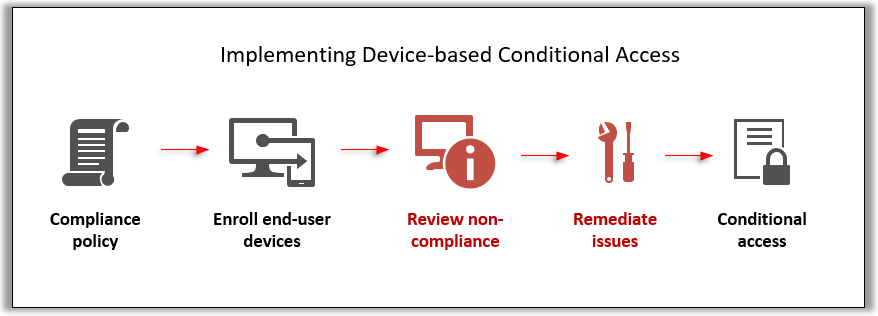 Implementing Device-based Conditional Access
Compliance
policy
Enroll end-user
devices
Review non-
compliance
Remediate
issues
Conditional
access